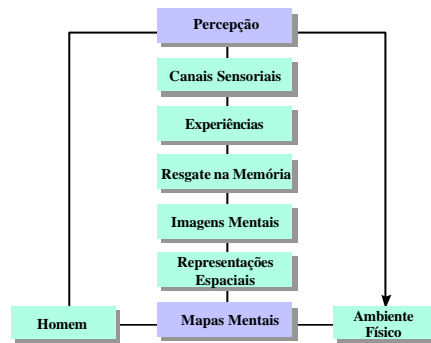 Percepção
Canais Sensoriais
Experiências
Resgate na Memória
Imagens Mentais
Representações
Espaciais
Homem
Mapas Mentais
Ambiente
Físico